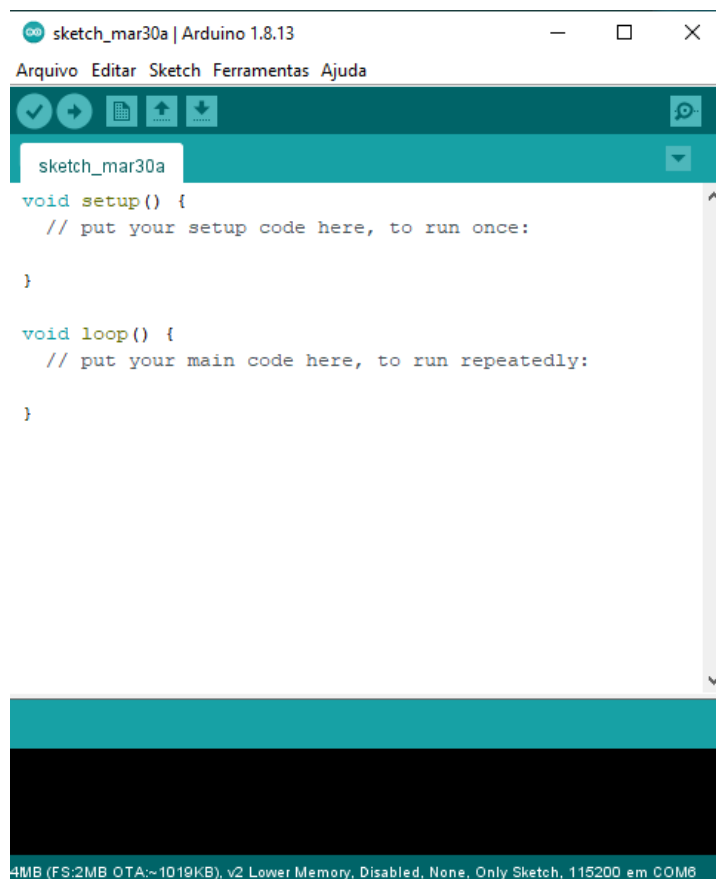 sketch_mar30a | Arduino 1.8.13
Arquivo Editar Sketch Ferramentas Ajuda
sketch_mar30a
void setup() {
// put your setup code here, to run once:
}
void loop() {
// put your main code here, to run repeatedly:
}
4MB (FS:2MB OTA:~1019KB), v2 Lower Memory, Disabled, None, Only Sketch, 115200 em COM6